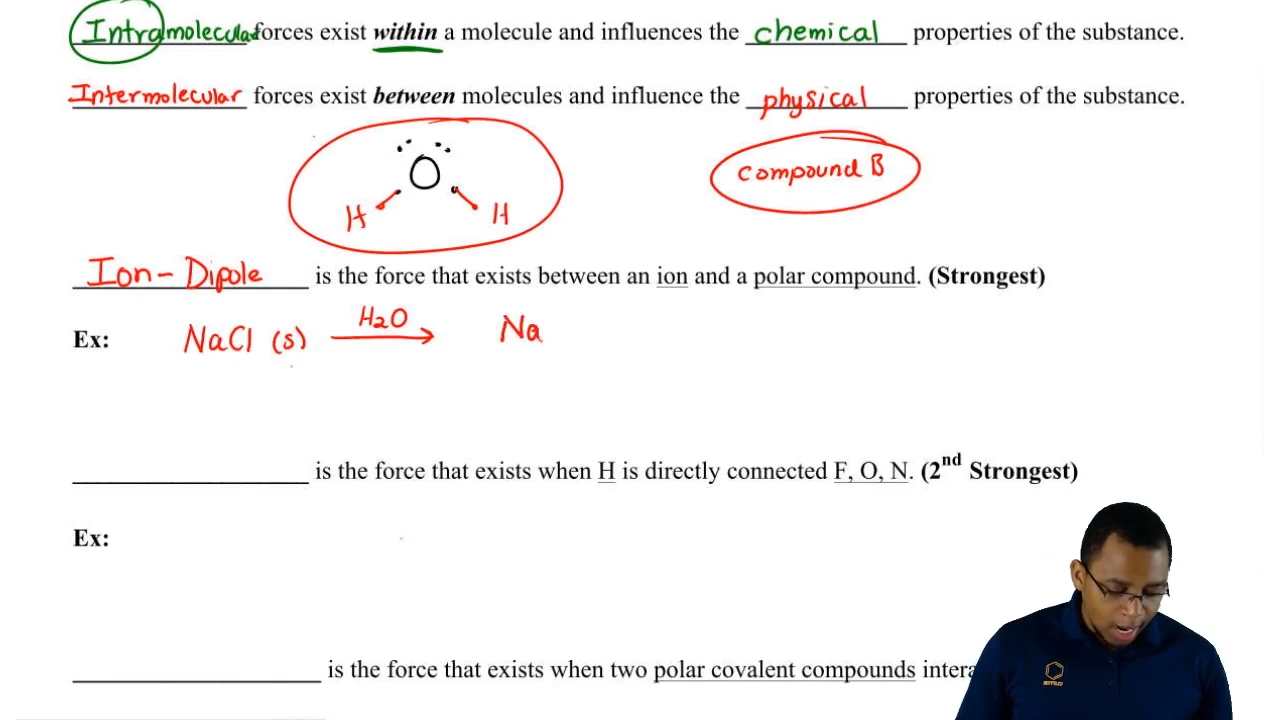 Intramolecular forces exist within a molecule and influences the chemical properties of the substance.
Intermolecular forces exist between molecules and influence the physical properties of the substance.
O
H H
compound B
Ion-Dipole is the force that exists between an ion and a polar compound. (Strongest)
Ex: NaCl (s) H2O Na
is the force that exists when H is directly connected F, O, N. (2nd Strongest)
Ex:
is the force that exists when two polar covalent compounds intera